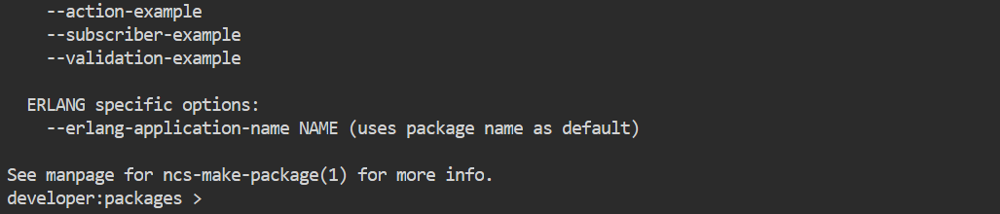 --action-example
--subscriber-example
--validation-example
ERLANG specific options:
--erlang-application-name NAME (uses package name as default)
See manpage for ncs-make-package(1) for more info.
developer:packages >